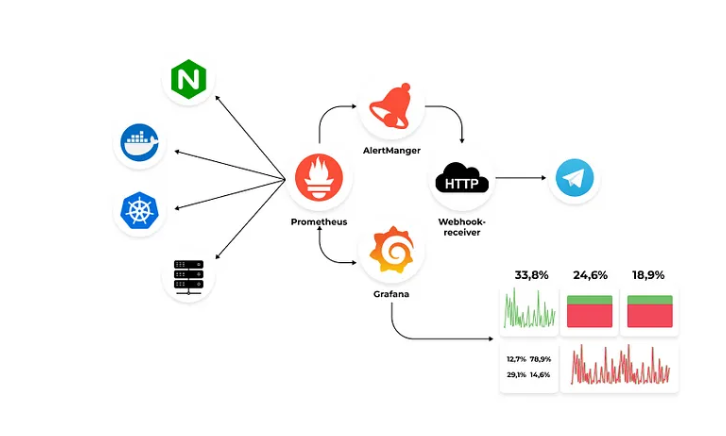 N
AlertManger
HTTP
Prometheus
Webhook-
receiver
Grafana
33,8% 24,6% 18,9%
12,7% 78,9%
29,1% 14,6%